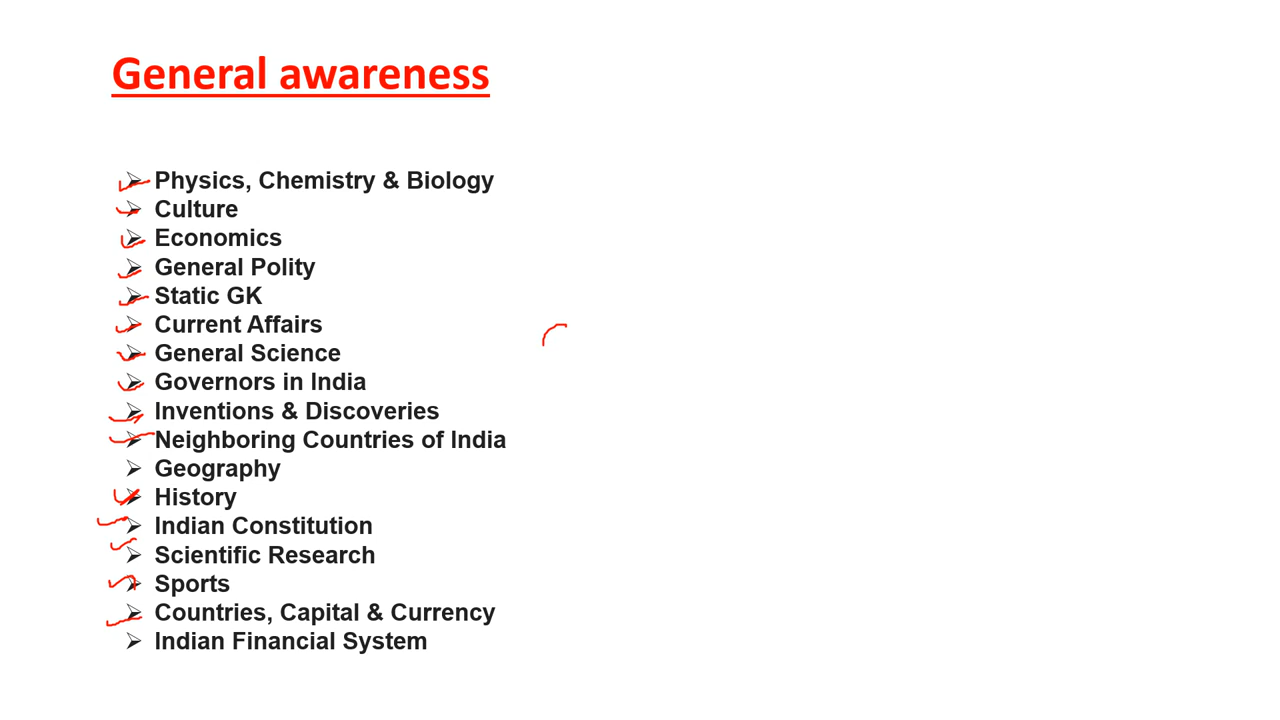 General awareness
Physics, Chemistry & Biology
Culture
Economics
General Polity
Static GK
Current Affairs
General Science
Governors in India
Inventions & Discoveries
Neighboring Countries of India
Geography
History
Indian Constitution
Scientific Research
Sports
Countries, Capital & Currency
Indian Financial System